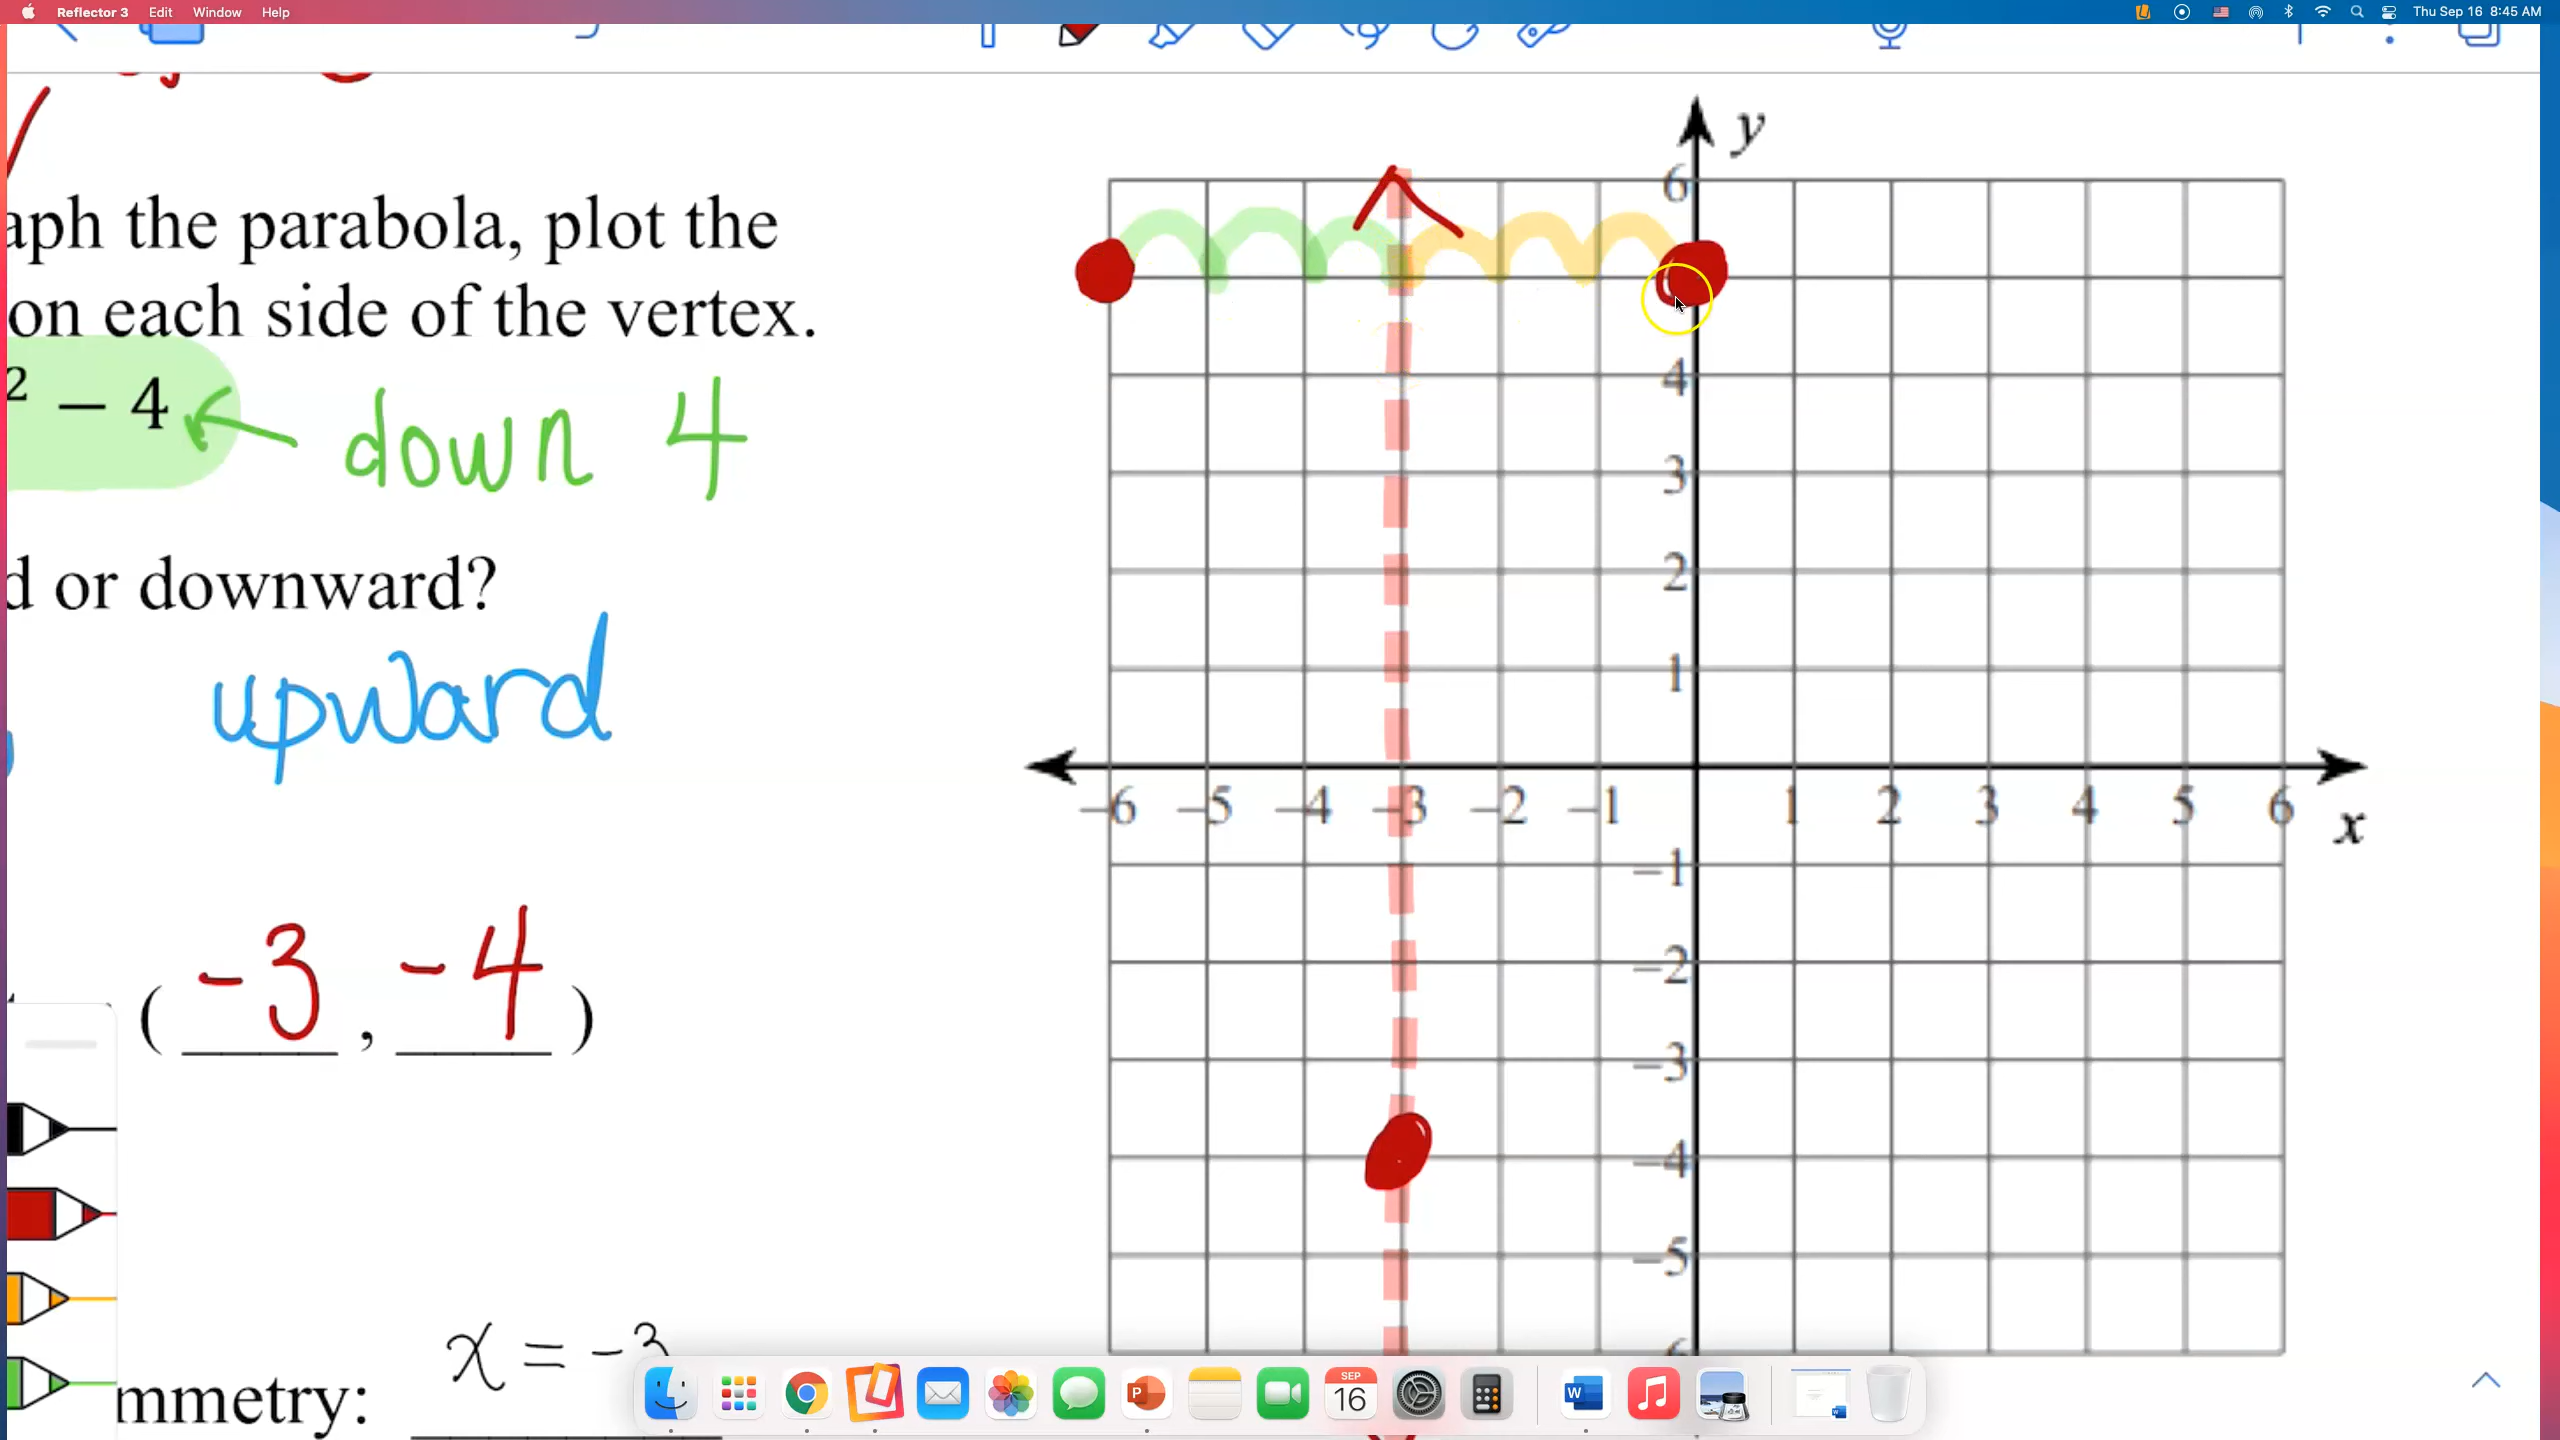 Reflector 3 Edit Window Help Thu Sep 16 8:45 AM
aph the parabola, plot the
on each side of the vertex.
2 − 4 down 4
d or downward?
upward
( -3 , -4 )
x = -3
mmetry:
y
6
4
3
2
1
−6 −5 −4 −3 −2 −1 1 2 3 4 5 6
x
−1
−2
−3
−4
−5
SEP
16